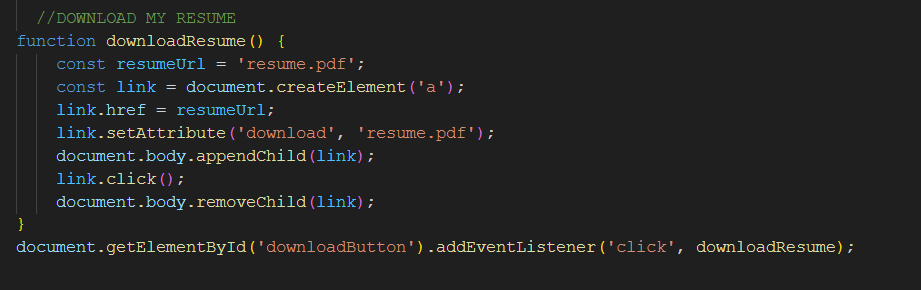 //DOWNLOAD MY RESUME
function downloadResume() {
const resumeUrl = 'resume.pdf';
const link = document.createElement('a');
link.href = resumeUrl;
link.setAttribute('download', 'resume.pdf');
document.body.appendChild(link);
link.click();
document.body.removeChild(link);
}
document.getElementById('downloadButton').addEventListener('click', downloadResume);